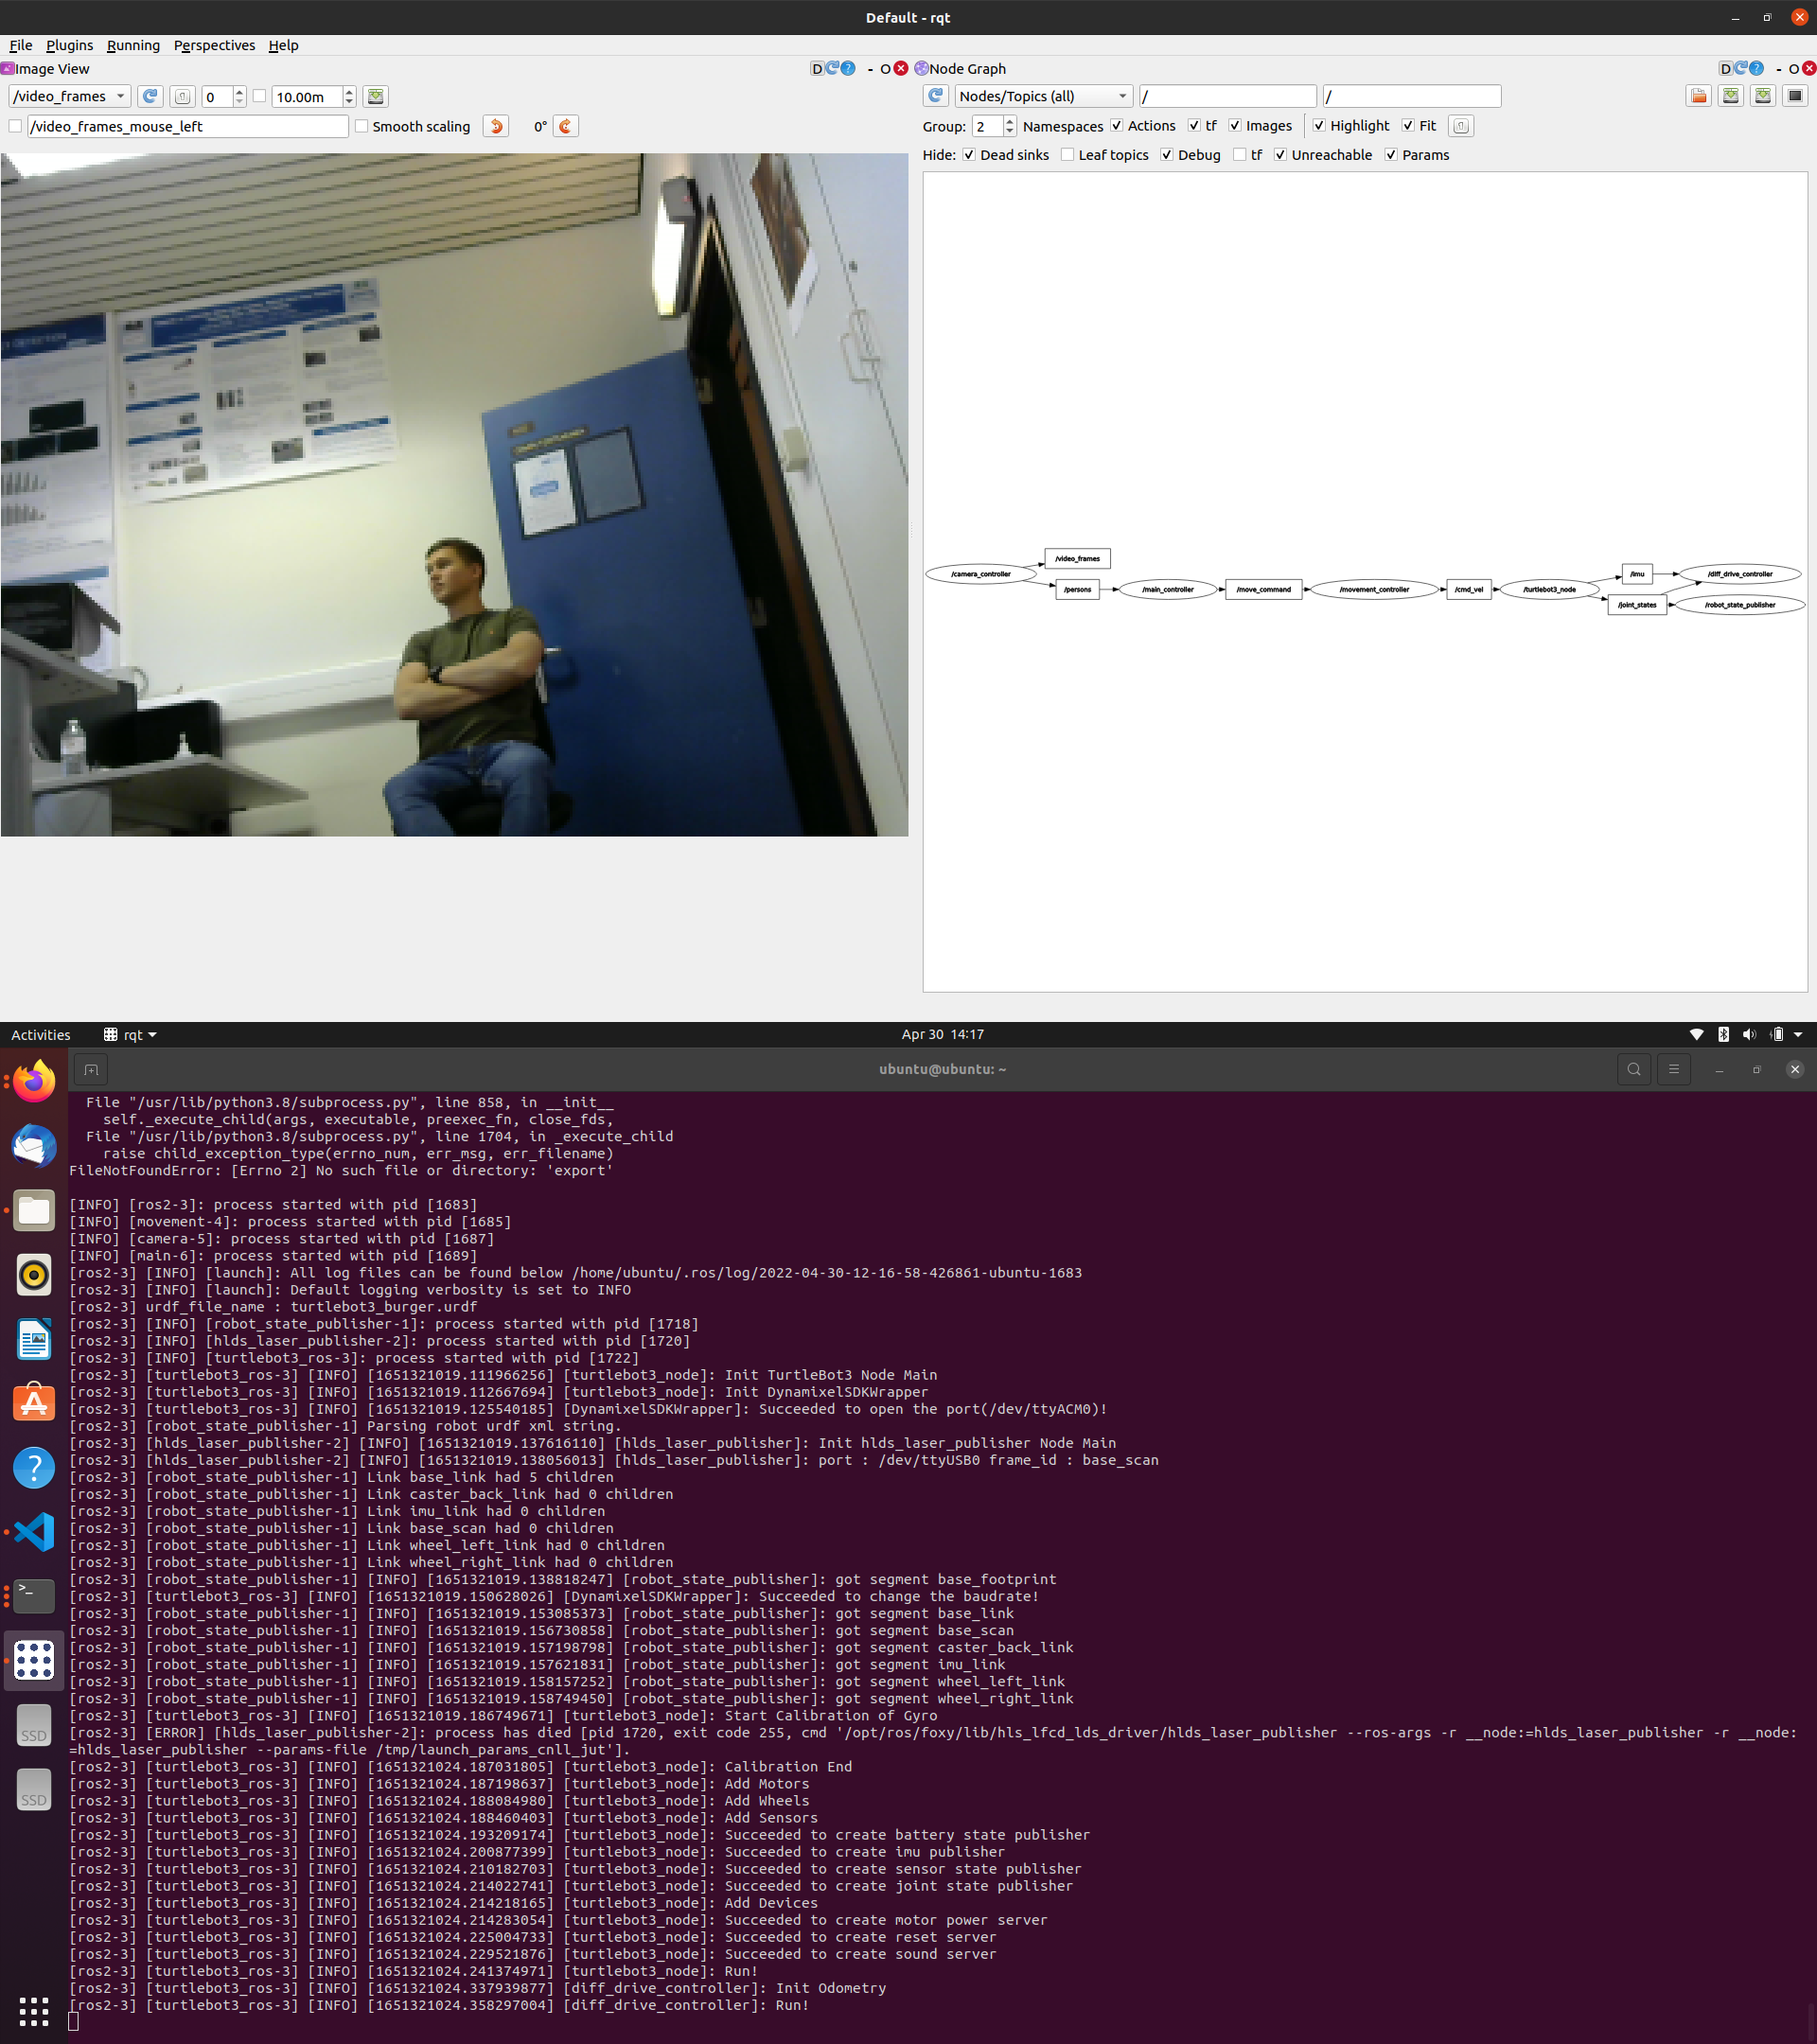 Default - rqt
File Plugins Running Perspectives Help
Image View D ? - O
/video_frames 0 10.00m
/video_frames_mouse_left Smooth scaling 0°
Node Graph D ? - O
Nodes/Topics (all) / /
Group: 2 Namespaces Actions tf Images Highlight Fit
Hide: Dead sinks Leaf topics Debug tf Unreachable Params
/camera_controller
/video_frames
/persons
/main_controller
/move_command
/movement_controller
/cmd_vel
/turtlebot3_node
/imu
/joint_states
/diff_drive_controller
/robot_state_publisher
Activities rqt Apr 30 14:17
ubuntu@ubuntu: ~
File "/usr/lib/python3.8/subprocess.py", line 858, in __init__
self._execute_child(args, executable, preexec_fn, close_fds,
File "/usr/lib/python3.8/subprocess.py", line 1704, in _execute_child
raise child_exception_type(errno_num, err_msg, err_filename)
FileNotFoundError: [Errno 2] No such file or directory: 'export'
[INFO] [ros2-3]: process started with pid [1683]
[INFO] [movement-4]: process started with pid [1685]
[INFO] [camera-5]: process started with pid [1687]
[INFO] [main-6]: process started with pid [1689]
[ros2-3] [INFO] [launch]: All log files can be found below /home/ubuntu/.ros/log/2022-04-30-12-16-58-426861-ubuntu-1683
[ros2-3] [INFO] [launch]: Default logging verbosity is set to INFO
[ros2-3] urdf_file_name : turtlebot3_burger.urdf
[ros2-3] [INFO] [robot_state_publisher-1]: process started with pid [1718]
[ros2-3] [INFO] [hlds_laser_publisher-2]: process started with pid [1720]
[ros2-3] [INFO] [turtlebot3_ros-3]: process started with pid [1722]
[ros2-3] [turtlebot3_ros-3] [INFO] [1651321019.111966256] [turtlebot3_node]: Init TurtleBot3 Node Main
[ros2-3] [turtlebot3_ros-3] [INFO] [1651321019.112667694] [turtlebot3_node]: Init DynamixelSDKWrapper
[ros2-3] [turtlebot3_ros-3] [INFO] [1651321019.125540185] [DynamixelSDKWrapper]: Succeeded to open the port(/dev/ttyACM0)!
[ros2-3] [robot_state_publisher-1] Parsing robot urdf xml string.
[ros2-3] [hlds_laser_publisher-2] [INFO] [1651321019.137616110] [hlds_laser_publisher]: Init hlds_laser_publisher Node Main
[ros2-3] [hlds_laser_publisher-2] [INFO] [1651321019.138056013] [hlds_laser_publisher]: port : /dev/ttyUSB0 frame_id : base_scan
[ros2-3] [robot_state_publisher-1] Link base_link had 5 children
[ros2-3] [robot_state_publisher-1] Link caster_back_link had 0 children
[ros2-3] [robot_state_publisher-1] Link imu_link had 0 children
[ros2-3] [robot_state_publisher-1] Link base_scan had 0 children
[ros2-3] [robot_state_publisher-1] Link wheel_left_link had 0 children
[ros2-3] [robot_state_publisher-1] Link wheel_right_link had 0 children
[ros2-3] [robot_state_publisher-1] [INFO] [1651321019.138818247] [robot_state_publisher]: got segment base_footprint
[ros2-3] [turtlebot3_ros-3] [INFO] [1651321019.150628026] [DynamixelSDKWrapper]: Succeeded to change the baudrate!
[ros2-3] [robot_state_publisher-1] [INFO] [1651321019.153085373] [robot_state_publisher]: got segment base_link
[ros2-3] [robot_state_publisher-1] [INFO] [1651321019.156730858] [robot_state_publisher]: got segment base_scan
[ros2-3] [robot_state_publisher-1] [INFO] [1651321019.157198798] [robot_state_publisher]: got segment caster_back_link
[ros2-3] [robot_state_publisher-1] [INFO] [1651321019.157621831] [robot_state_publisher]: got segment imu_link
[ros2-3] [robot_state_publisher-1] [INFO] [1651321019.158157252] [robot_state_publisher]: got segment wheel_left_link
[ros2-3] [robot_state_publisher-1] [INFO] [1651321019.158749450] [robot_state_publisher]: got segment wheel_right_link
[ros2-3] [turtlebot3_ros-3] [INFO] [1651321019.186749671] [turtlebot3_node]: Start Calibration of Gyro
[ros2-3] [ERROR] [hlds_laser_publisher-2]: process has died [pid 1720, exit code 255, cmd '/opt/ros/foxy/lib/hls_lfcd_lds_driver/hlds_laser_publisher --ros-args -r __node:=hlds_laser_publisher -r __node:
=hlds_laser_publisher --params-file /tmp/launch_params_cnll_jut'].
[ros2-3] [turtlebot3_ros-3] [INFO] [1651321024.187031805] [turtlebot3_node]: Calibration End
[ros2-3] [turtlebot3_ros-3] [INFO] [1651321024.187198637] [turtlebot3_node]: Add Motors
[ros2-3] [turtlebot3_ros-3] [INFO] [1651321024.188084980] [turtlebot3_node]: Add Wheels
[ros2-3] [turtlebot3_ros-3] [INFO] [1651321024.188460403] [turtlebot3_node]: Add Sensors
[ros2-3] [turtlebot3_ros-3] [INFO] [1651321024.193209174] [turtlebot3_node]: Succeeded to create battery state publisher
[ros2-3] [turtlebot3_ros-3] [INFO] [1651321024.200877399] [turtlebot3_node]: Succeeded to create imu publisher
[ros2-3] [turtlebot3_ros-3] [INFO] [1651321024.210182703] [turtlebot3_node]: Succeeded to create sensor state publisher
[ros2-3] [turtlebot3_ros-3] [INFO] [1651321024.214022741] [turtlebot3_node]: Succeeded to create joint state publisher
[ros2-3] [turtlebot3_ros-3] [INFO] [1651321024.214218165] [turtlebot3_node]: Add Devices
[ros2-3] [turtlebot3_ros-3] [INFO] [1651321024.214283054] [turtlebot3_node]: Succeeded to create motor power server
[ros2-3] [turtlebot3_ros-3] [INFO] [1651321024.225004733] [turtlebot3_node]: Succeeded to create reset server
[ros2-3] [turtlebot3_ros-3] [INFO] [1651321024.229521876] [turtlebot3_node]: Succeeded to create sound server
[ros2-3] [turtlebot3_ros-3] [INFO] [1651321024.241374971] [turtlebot3_node]: Run!
[ros2-3] [turtlebot3_ros-3] [INFO] [1651321024.337939877] [diff_drive_controller]: Init Odometry
[ros2-3] [turtlebot3_ros-3] [INFO] [1651321024.358297004] [diff_drive_controller]: Run!
SSD
SSD